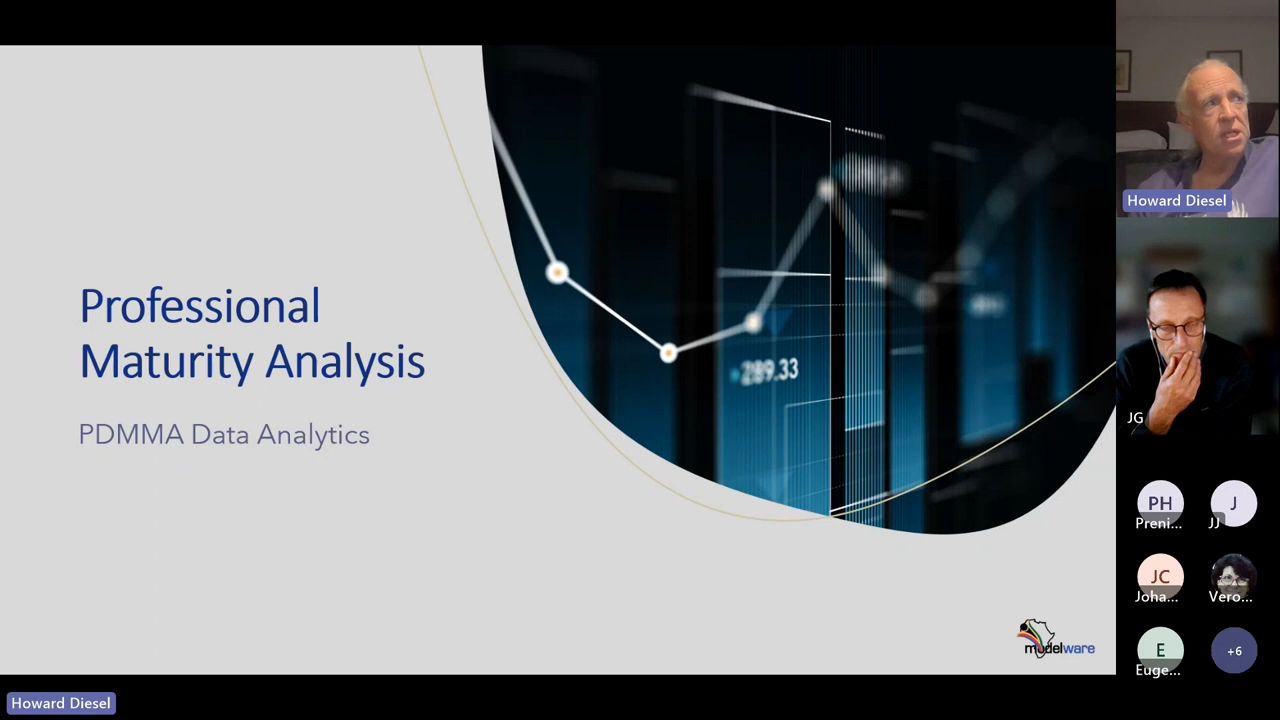 Professional
Maturity Analysis
PDMMA Data Analytics
289.33
modelware
Howard Diesel
Howard Diesel
JG
PH
Preni...
J
JJ
JC
Joha...
Vero...
E
Euge...
+6